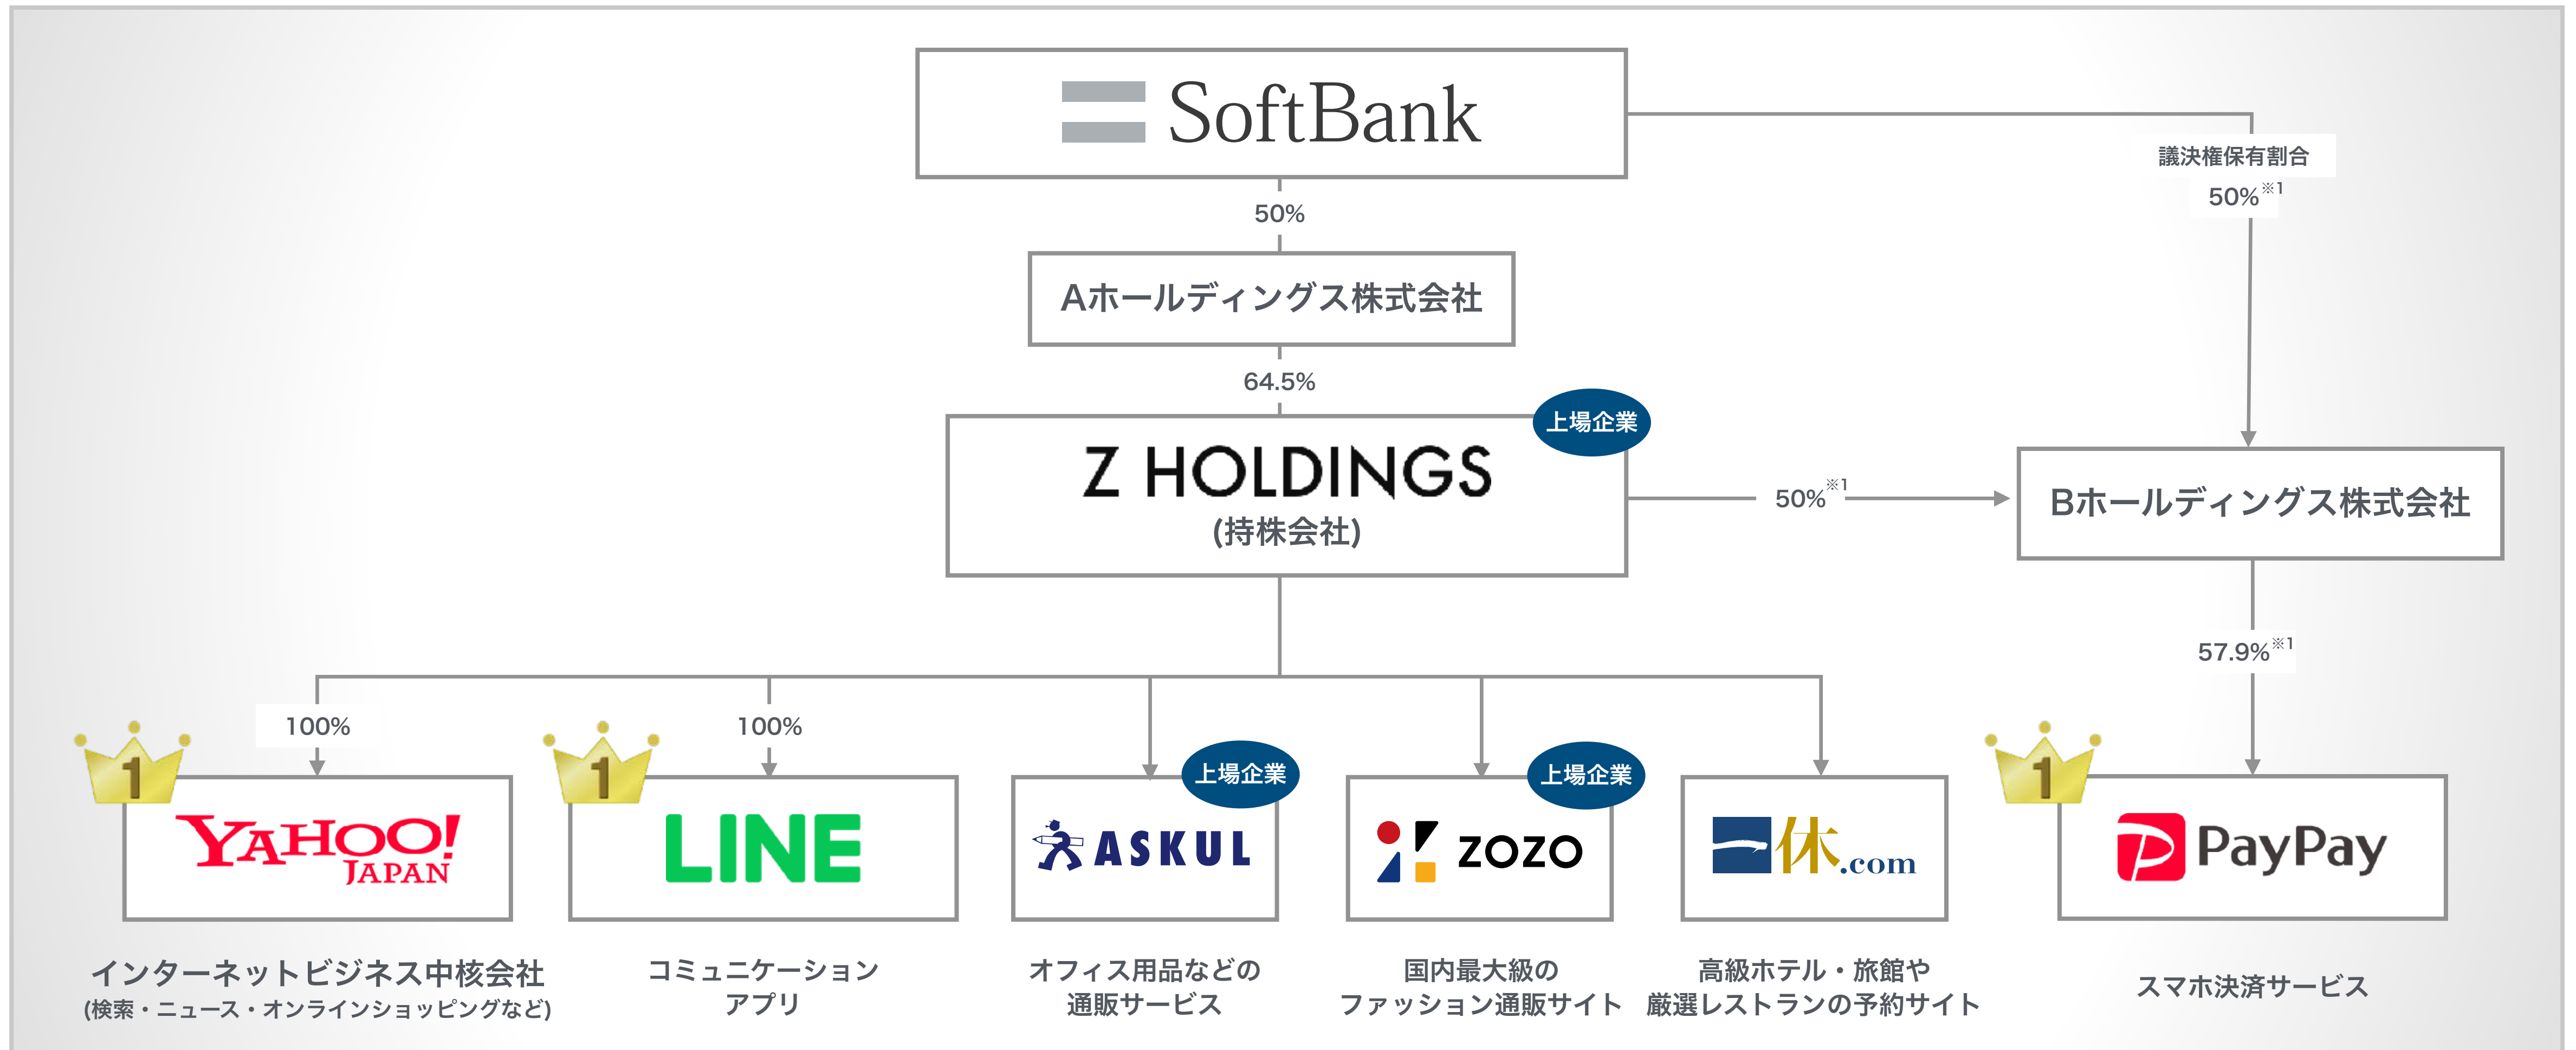 SoftBank
議決権保有割合
50%※1
50%
Aホールディングス株式会社
64.5%
上場企業
Z HOLDINGS
(持株会社)
50%※1
Bホールディングス株式会社
57.9%※1
100%
100%
1
1
上場企業
上場企業
1
YAHOO!
JAPAN
LINE
ASKUL
ZOZO
一休.com
PayPay
インターネットビジネス中核会社
(検索・ニュース・オンラインショッピングなど)
コミュニケーション
アプリ
オフィス用品などの
通販サービス
国内最大級の
ファッション通販サイト
高級ホテル・旅館や
厳選レストランの予約サイト
スマホ決済サービス